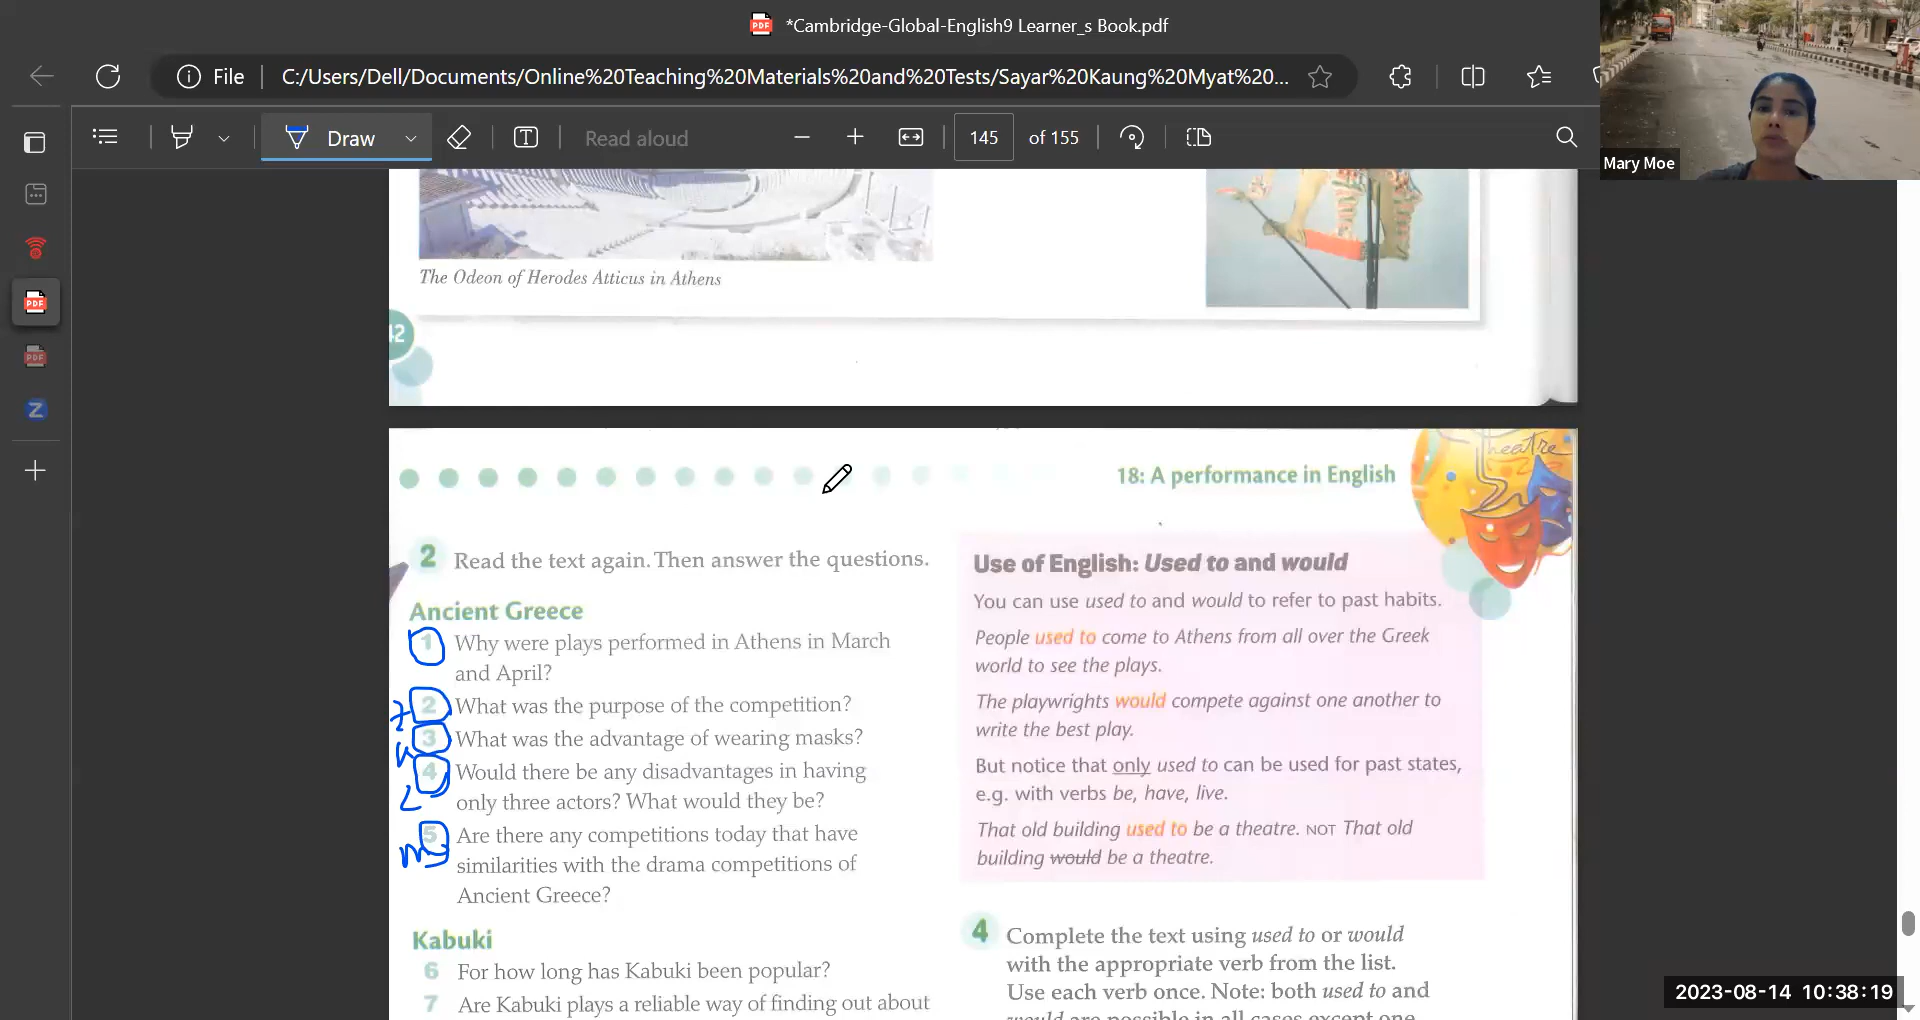 *Cambridge-Global-English9 Learner_s Book.pdf
File
C:/Users/Dell/Documents/Online%20Teaching%20Materials%20and%20Tests/Sayar%20Kaung%20Myat%20...
Draw
Read aloud
145
of 155
Mary Moe
The Odeon of Herodes Atticus in Athens
42
theatre
18: A performance in English
2 Read the text again. Then answer the questions.
Ancient Greece
1 Why were plays performed in Athens in March
and April?
2 What was the purpose of the competition?
3 What was the advantage of wearing masks?
4 Would there be any disadvantages in having
only three actors? What would they be?
5 Are there any competitions today that have
similarities with the drama competitions of
Ancient Greece?
Kabuki
6 For how long has Kabuki been popular?
7 Are Kabuki plays a reliable way of finding out about
Use of English: Used to and would
You can use used to and would to refer to past habits.
People used to come to Athens from all over the Greek
world to see the plays.
The playwrights would compete against one another to
write the best play.
But notice that only used to can be used for past states,
e.g. with verbs be, have, live.
That old building used to be a theatre. NOT That old
building would be a theatre.
4 Complete the text using used to or would
with the appropriate verb from the list.
Use each verb once. Note: both used to and
would are possible in all cases except one.
2023-08-14 10:38:19